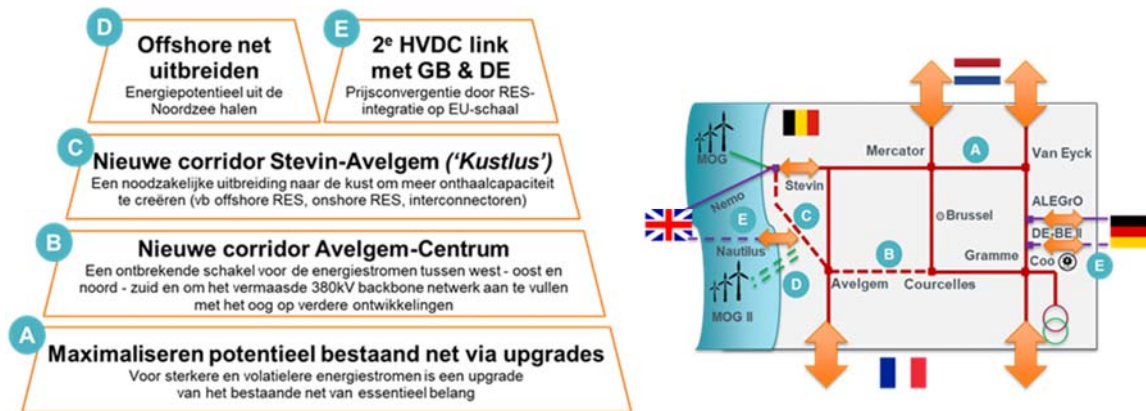 D
Offshore net
uitbreiden
Energiepotentieel uit de
Noordzee halen
E
2e HVDC link
met GB & DE
Prijsconvergentie door RES-
integratie op EU-schaal
C
Nieuwe corridor Stevin-Avelgem ('Kustlus')
Een noodzakelijke uitbreiding naar de kust om meer onthaalcapaciteit
te creëren (vb offshore RES, onshore RES, interconnectoren)
B
Nieuwe corridor Avelgem-Centrum
Een ontbrekende schakel voor de energiestromen tussen west - oost en
noord - zuid en om het vermaasde 380kV backbone netwerk aan te vullen
met het oog op verdere ontwikkelingen
A
Maximaliseren potentieel bestaand net via upgrades
Voor sterkere en volatielere energiestromen is een upgrade
van het bestaande net van essentieel belang
MOG
Mercator
A
Van Eyck
Stevin
Nemo
ALEGrO
C
Brussel
E
DE-BE II
Nautilus
B
Gramme
Coo
E
D
Avelgem
Courcelles
MOG II